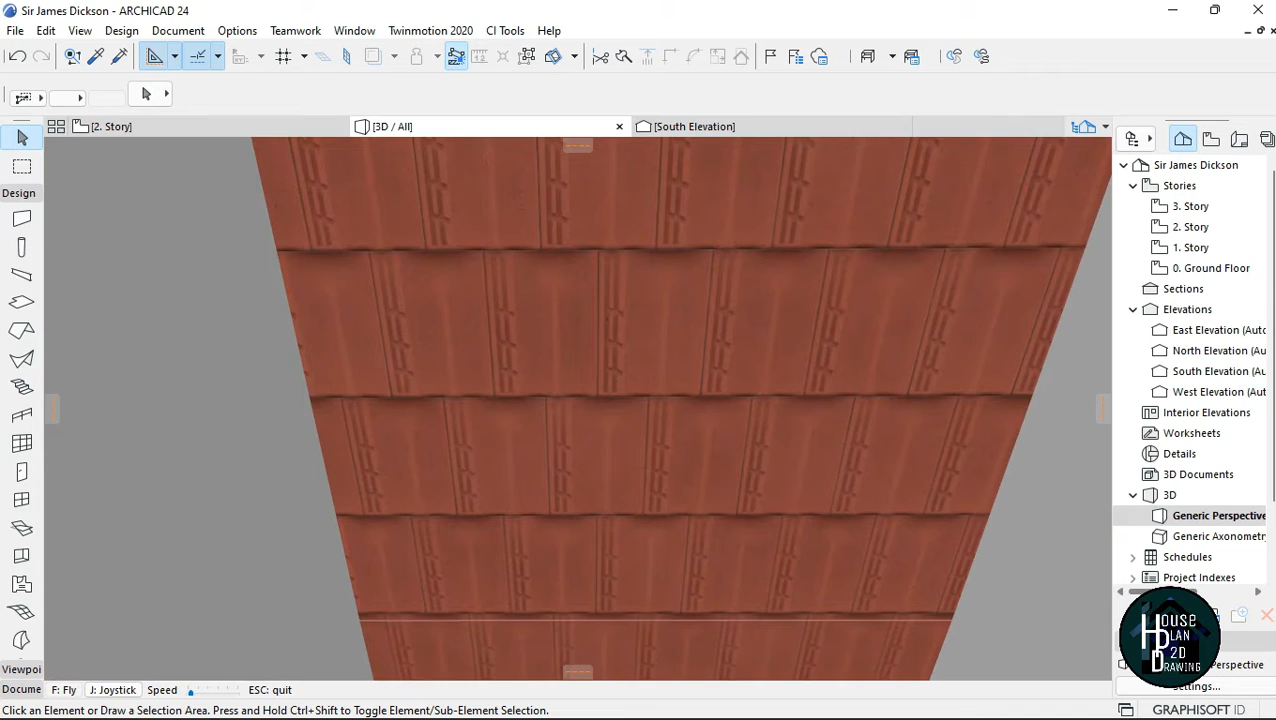 Sir James Dickson - ARCHICAD 24
File Edit View Design Document Options Teamwork Window Twinmotion 2020 CI Tools Help
[2. Story] [3D / All] [South Elevation]
Design
Sir James Dickson
Stories
3. Story
2. Story
1. Story
0. Ground Floor
Sections
Elevations
East Elevation (Aut
North Elevation (Au
South Elevation (Au
West Elevation (Aut
Interior Elevations
Worksheets
Details
3D Documents
3D
Generic Perspective
Generic Axonometr
Schedules
Project Indexes
HOUSE
PLAN
2D
DRAWING
Viewpoi
Perspective
Docume
F: Fly J: Joystick Speed ESC: quit
Settings...
Click an Element or Draw a Selection Area. Press and Hold Ctrl+Shift to Toggle Element/Sub-Element Selection.
GRAPHISOFT ID